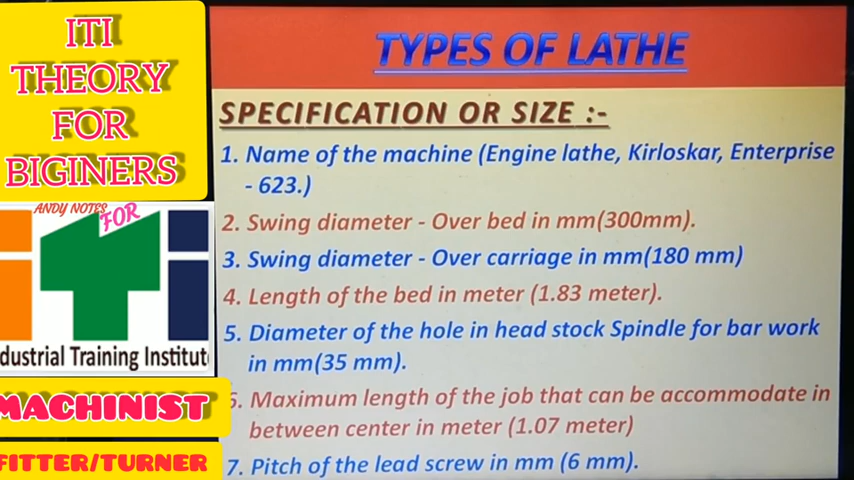 ITI
THEORY
FOR
BIGINERS
ANDY NOTES FOR
iTi
dustrial Training Institut
MACHINIST
FITTER/TURNER
TYPES OF LATHE
SPECIFICATION OR SIZE :-
1. Name of the machine (Engine lathe, Kirloskar, Enterprise
- 623.)
2. Swing diameter - Over bed in mm(300mm).
3. Swing diameter - Over carriage in mm(180 mm)
4. Length of the bed in meter (1.83 meter).
5. Diameter of the hole in head stock Spindle for bar work
in mm(35 mm).
6. Maximum length of the job that can be accommodate in
between center in meter (1.07 meter)
7. Pitch of the lead screw in mm (6 mm).